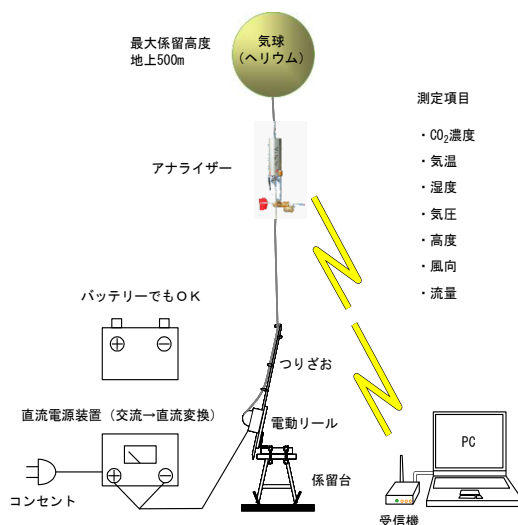 最大係留高度
地上500m
気球
(ヘリウム)
測定項目
・CO₂濃度
・気温
・湿度
・気圧
・高度
・風向
・流量
アナライザー
バッテリーでもＯＫ
つりざお
直流電源装置（交流→直流変換）
電動リール
PC
コンセント
係留台
受信機